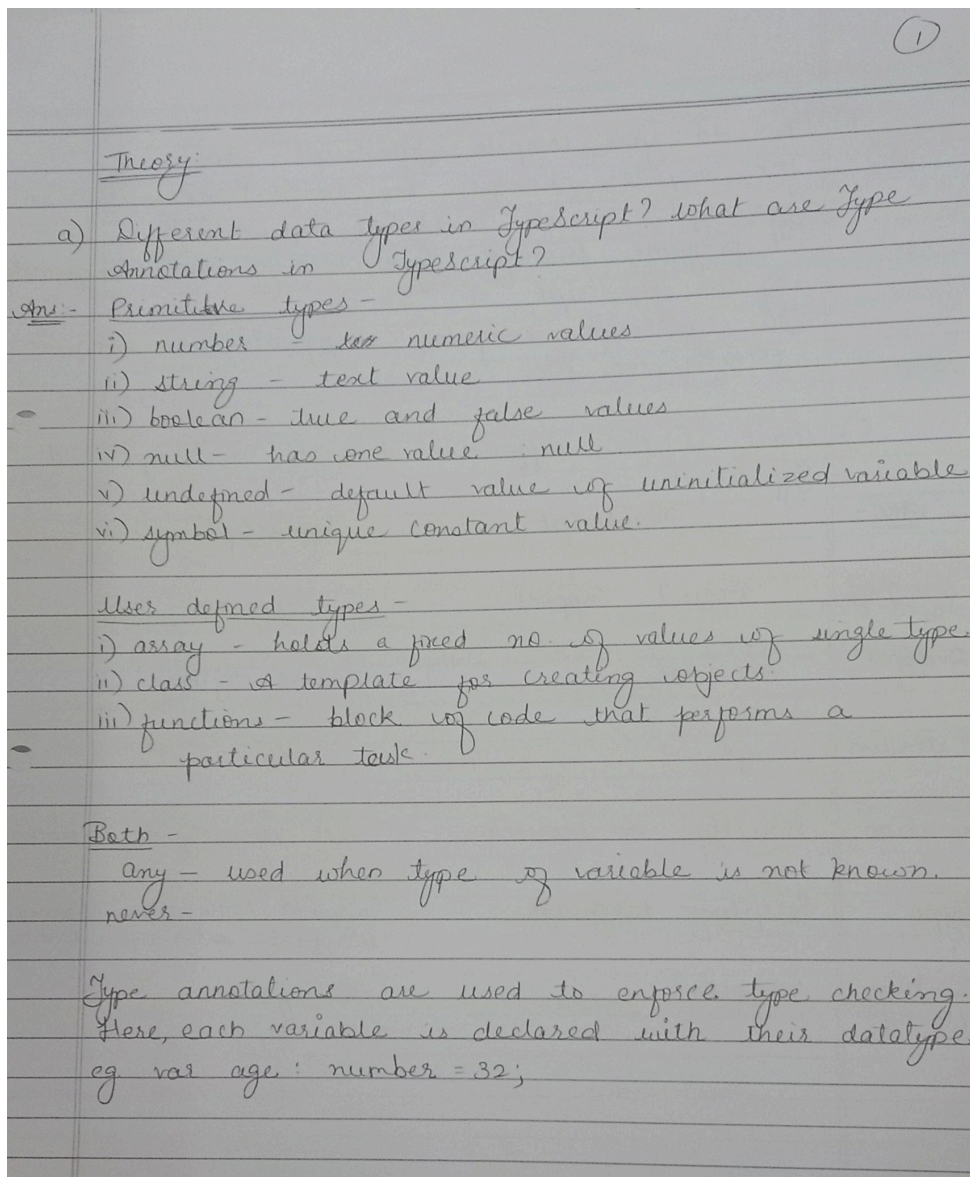 1
Theory:
a) Different data types in TypeScript? What are Type
Annotations in Typescript?
Ans:- Primitive types -
i) number - numeric values
ii) string - text value
iii) boolean - true and false values
iv) null - has one value : null
v) undefined - default value of uninitialized variable
vi) symbol - unique constant value.
User defined types -
i) array - holds a fixed no. of values of single type.
ii) class - A template for creating objects.
iii) functions - block of code that performs a
particular task.
Both -
any - used when type of variable is not known.
never -
Type annotations are used to enforce type checking.
Here, each variable is declared with their datatype
eg var age : number = 32;